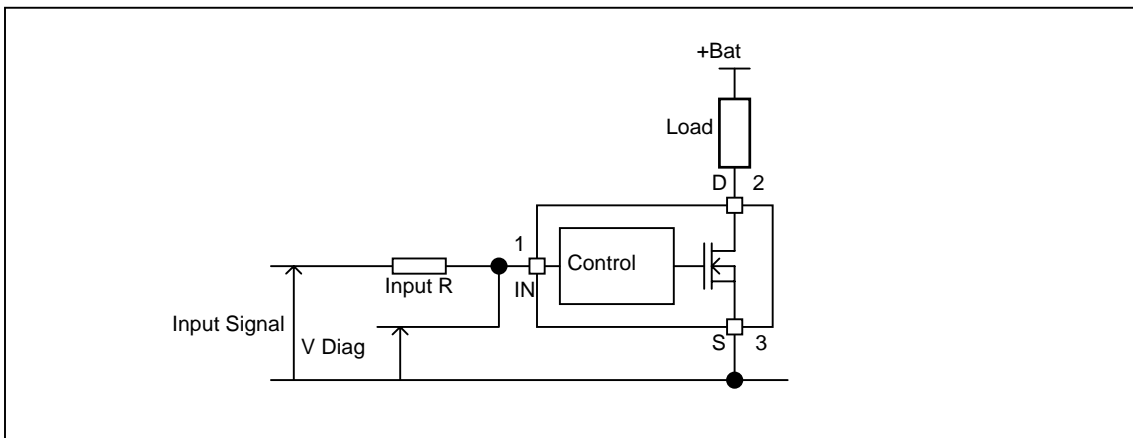 +Bat
Load
D 2
1
Control
Input R
IN
Input Signal
V Diag
S 3